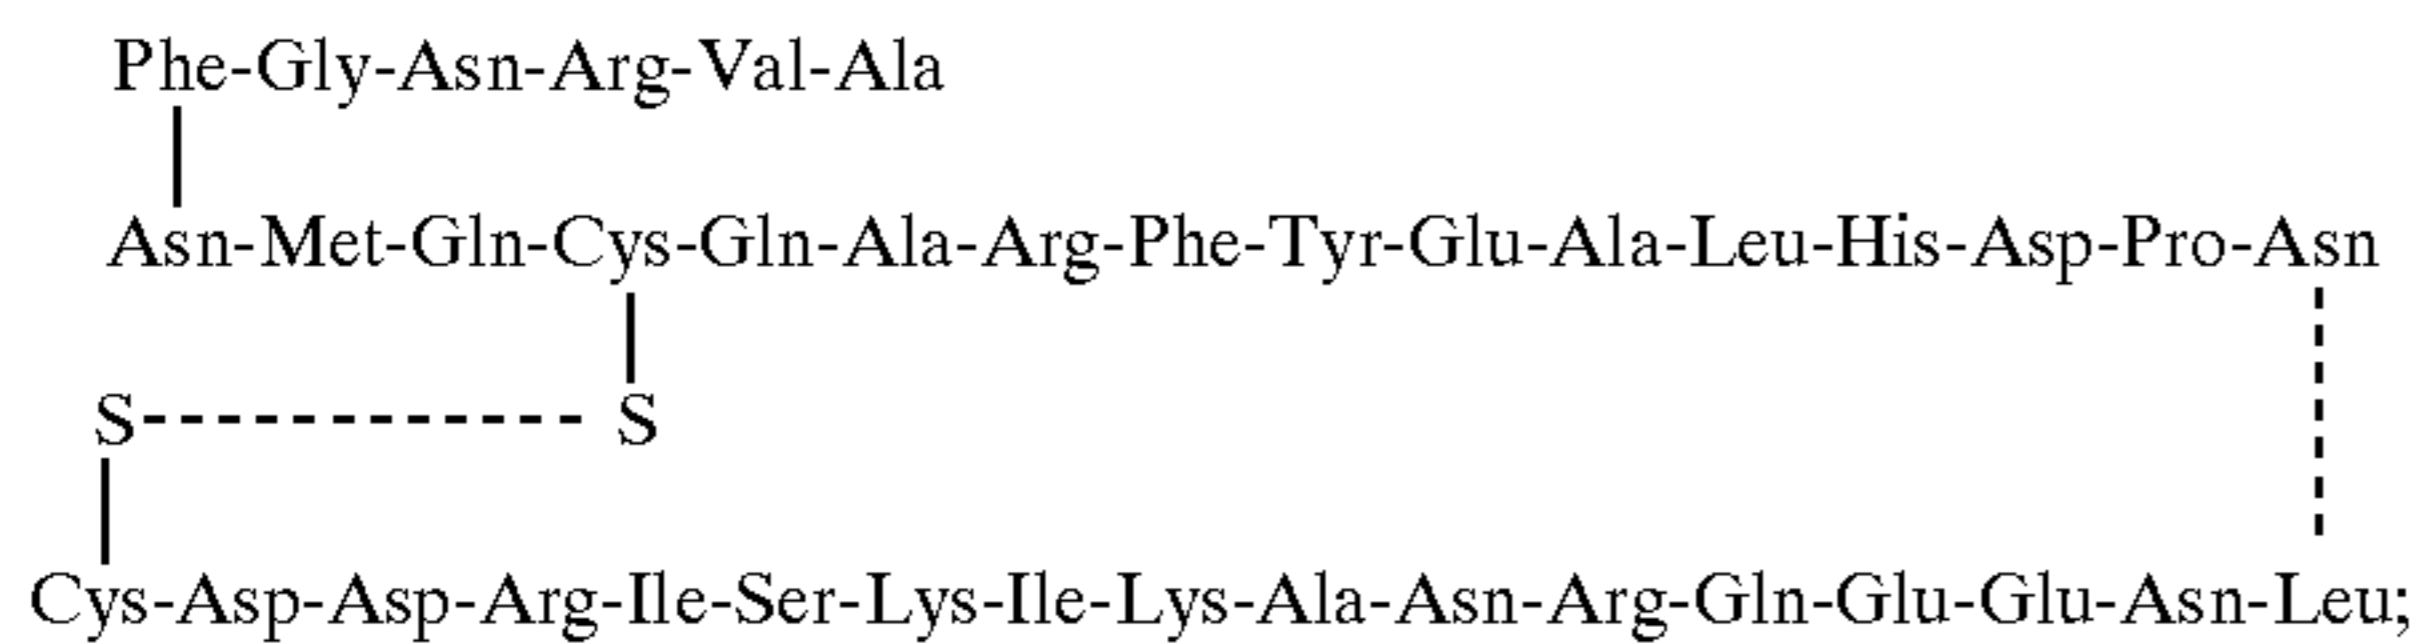 Phe-Gly-Asn-Arg-Val-Ala
Asn-Met-Gln-Cys-Gln-Ala-Arg-Phe-Tyr-Glu-Ala-Leu-His-Asp-Pro-Asn
S------------ S
Cys-Asp-Asp-Arg-Ile-Ser-Lys-Ile-Lys-Ala-Asn-Arg-Gln-Glu-Glu-Asn-Leu;